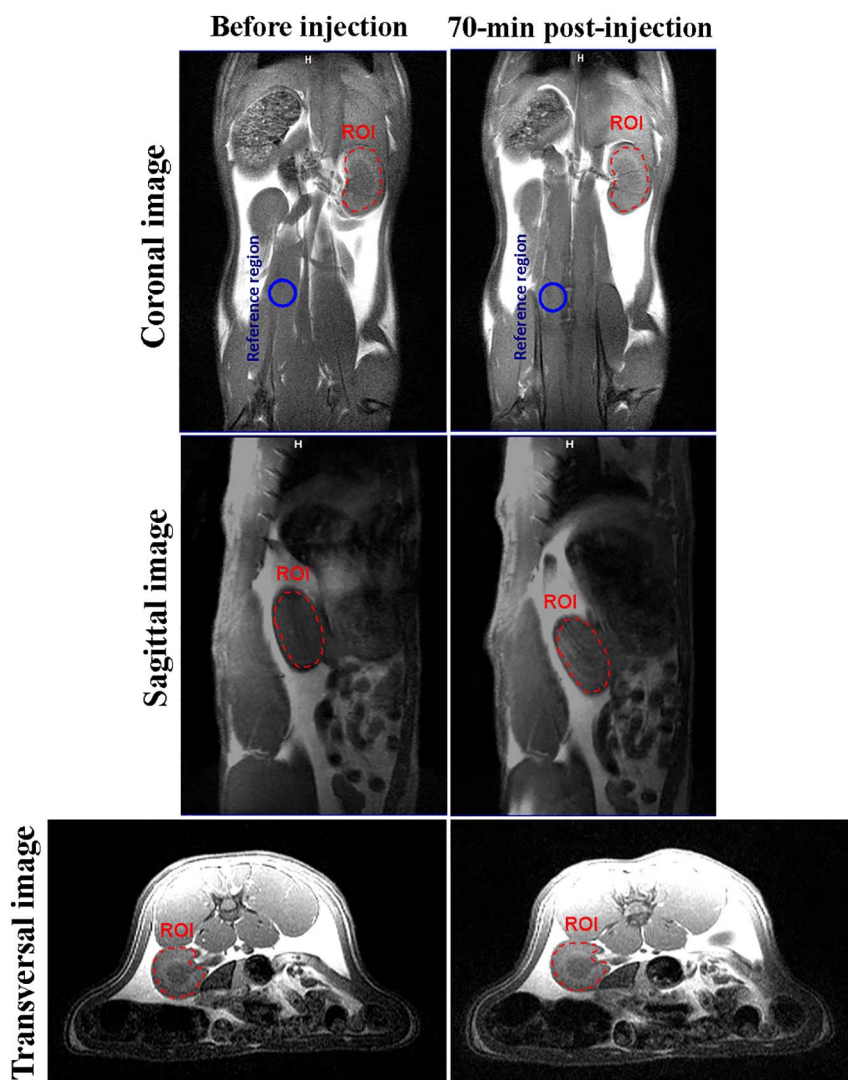 Before injection
70-min post-injection
Coronal image
H
ROI
Reference region
H
ROI
Reference region
Sagittal image
H
ROI
H
ROI
Transversal image
ROI
ROI